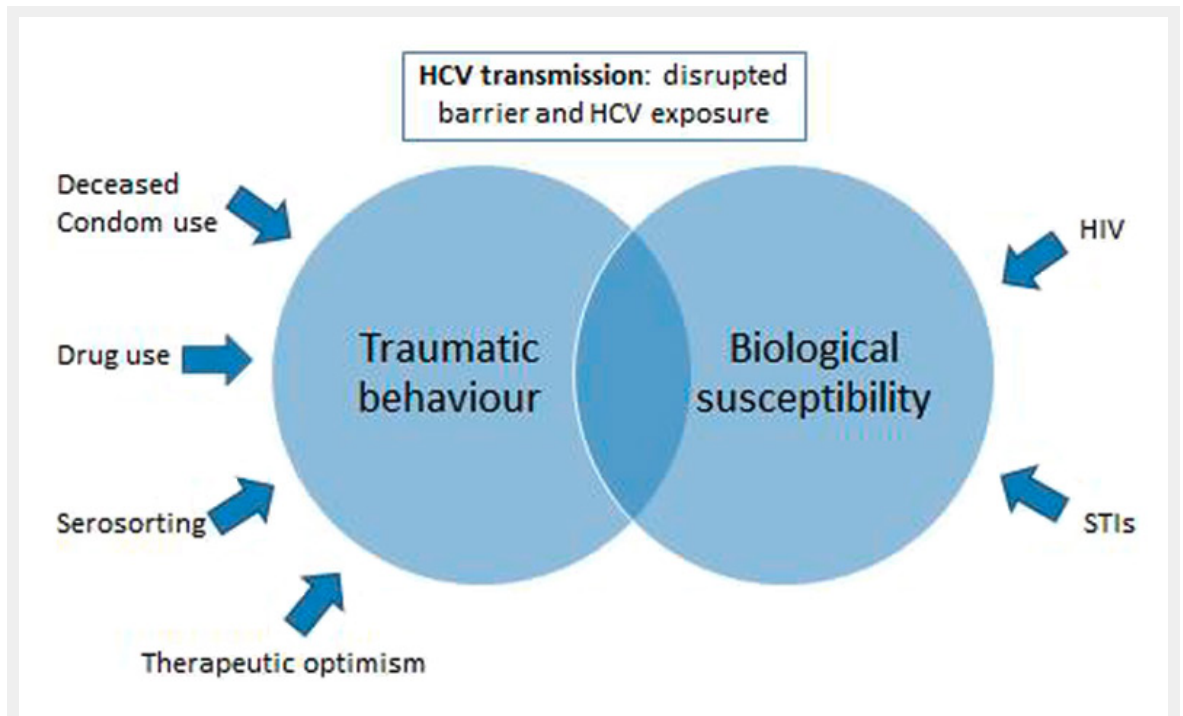 HCV transmission: disrupted
barrier and HCV exposure
Deceased
Condom use
HIV
Drug use
Traumatic
behaviour
Biological
susceptibility
Serosorting
STIs
Therapeutic optimism